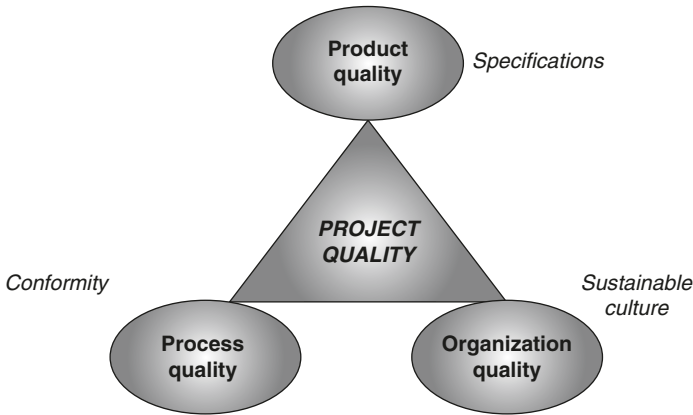 Product
quality
Specifications
PROJECT
QUALITY
Conformity
Sustainable
culture
Process
quality
Organization
quality